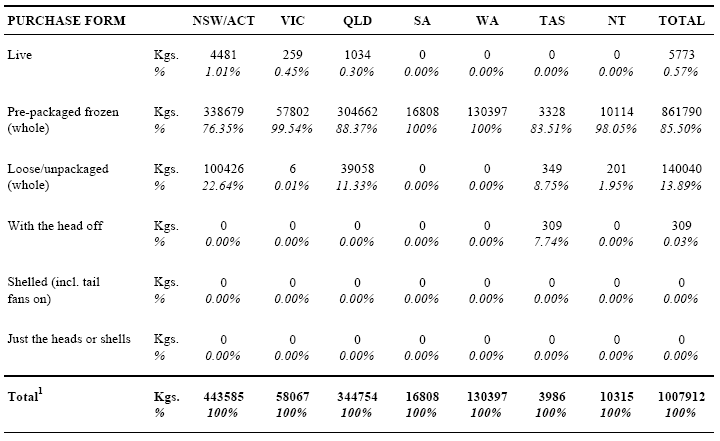 PURCHASE FORM NSW/ACT VIC QLD SA WA TAS NT TOTAL
Live Kgs. 4481 259 1034 0 0 0 0 5773
% 1.01% 0.45% 0.30% 0.00% 0.00% 0.00% 0.00% 0.57%
Pre-packaged frozen Kgs. 338679 57802 304662 16808 130397 3328 10114 861790
(whole) % 76.35% 99.54% 88.37% 100% 100% 83.51% 98.05% 85.50%
Loose/unpackaged Kgs. 100426 6 39058 0 0 349 201 140040
(whole) % 22.64% 0.01% 11.33% 0.00% 0.00% 8.75% 1.95% 13.89%
With the head off Kgs. 0 0 0 0 0 309 0 309
% 0.00% 0.00% 0.00% 0.00% 0.00% 7.74% 0.00% 0.03%
Shelled (incl. tail Kgs. 0 0 0 0 0 0 0 0
fans on) % 0.00% 0.00% 0.00% 0.00% 0.00% 0.00% 0.00% 0.00%
Just the heads or shells Kgs. 0 0 0 0 0 0 0 0
% 0.00% 0.00% 0.00% 0.00% 0.00% 0.00% 0.00% 0.00%
Total1 Kgs. 443585 58067 344754 16808 130397 3986 10315 1007912
% 100% 100% 100% 100% 100% 100% 100% 100%